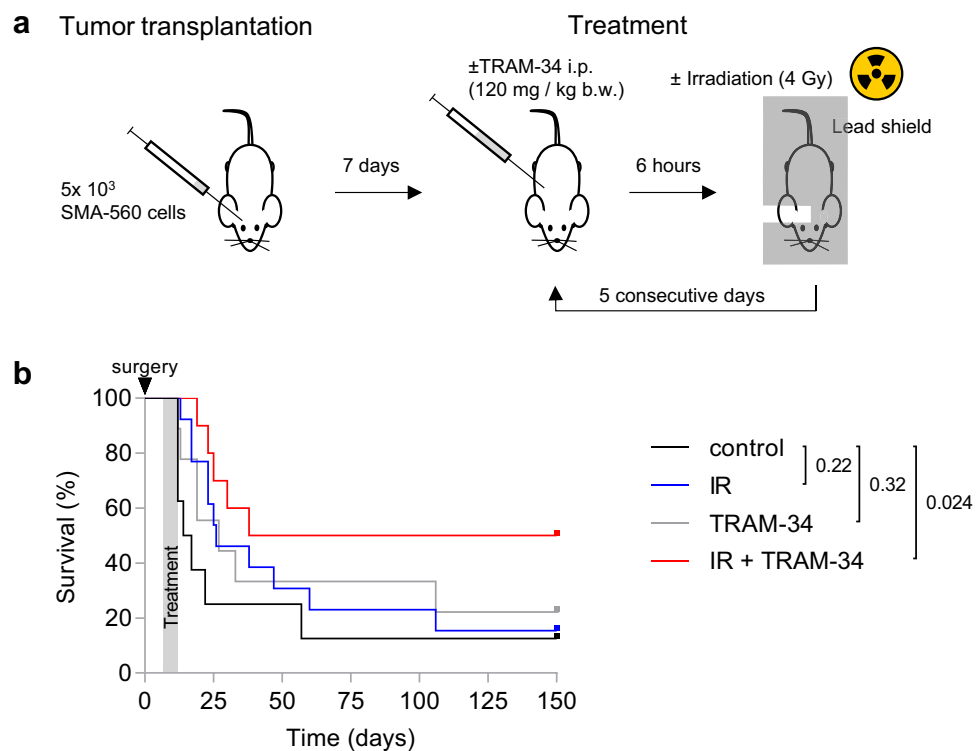 a
Tumor transplantation
Treatment
±TRAM-34 i.p.
(120 mg / kg b.w.)
± Irradiation (4 Gy)
Lead shield
5x 10³
SMA-560 cells
7 days
6 hours
5 consecutive days
b
surgery
100
80
60
40
20
0
Survival (%)
Treatment
0
25
50
75
100
125
150
Time (days)
control
IR
TRAM-34
IR + TRAM-34
0.22
0.32
0.024